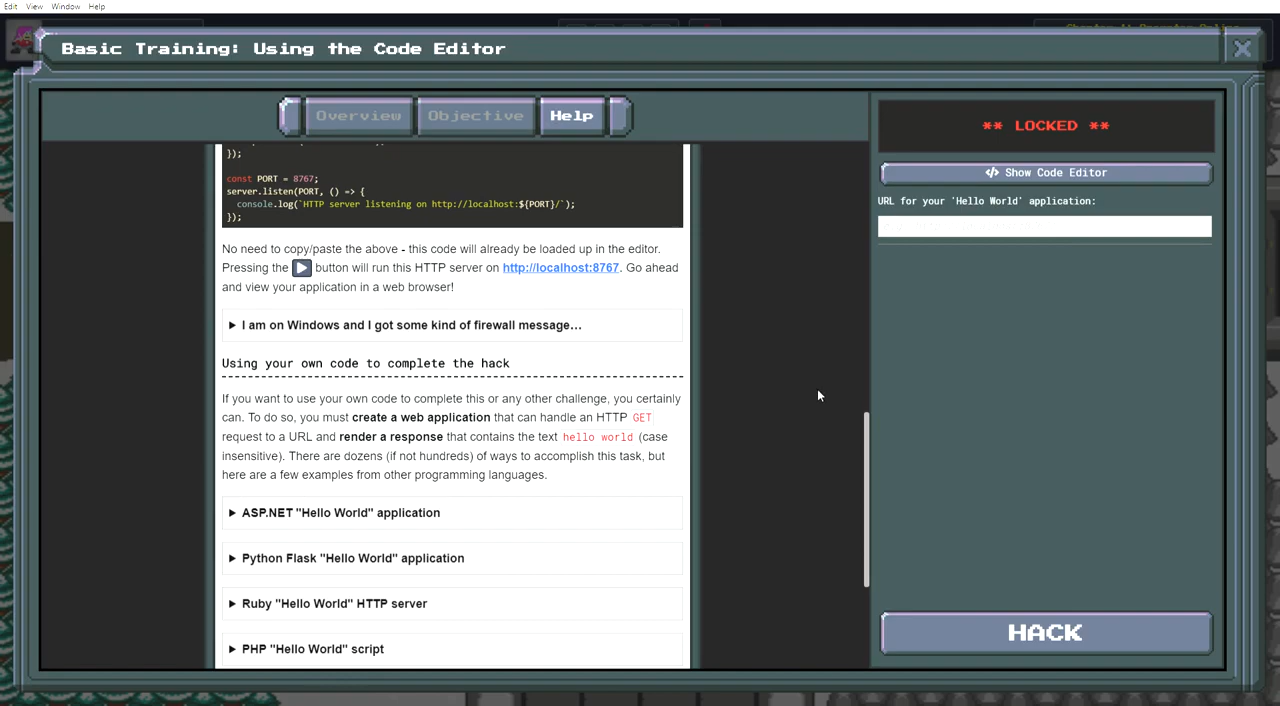 Edit View Window Help
Basic Training: Using the Code Editor
Overview Objective Help
});
const PORT = 8767;
server.listen(PORT, () => {
console.log(`HTTP server listening on http://localhost:${PORT}/`);
});
No need to copy/paste the above - this code will already be loaded up in the editor.
Pressing the button will run this HTTP server on http://localhost:8767. Go ahead
and view your application in a web browser!
I am on Windows and I got some kind of firewall message...
Using your own code to complete the hack
If you want to use your own code to complete this or any other challenge, you certainly
can. To do so, you must create a web application that can handle an HTTP GET
request to a URL and render a response that contains the text hello world (case
insensitive). There are dozens (if not hundreds) of ways to accomplish this task, but
here are a few examples from other programming languages.
ASP.NET "Hello World" application
Python Flask "Hello World" application
Ruby "Hello World" HTTP server
PHP "Hello World" script
** LOCKED **
</> Show Code Editor
URL for your 'Hello World' application:
HACK